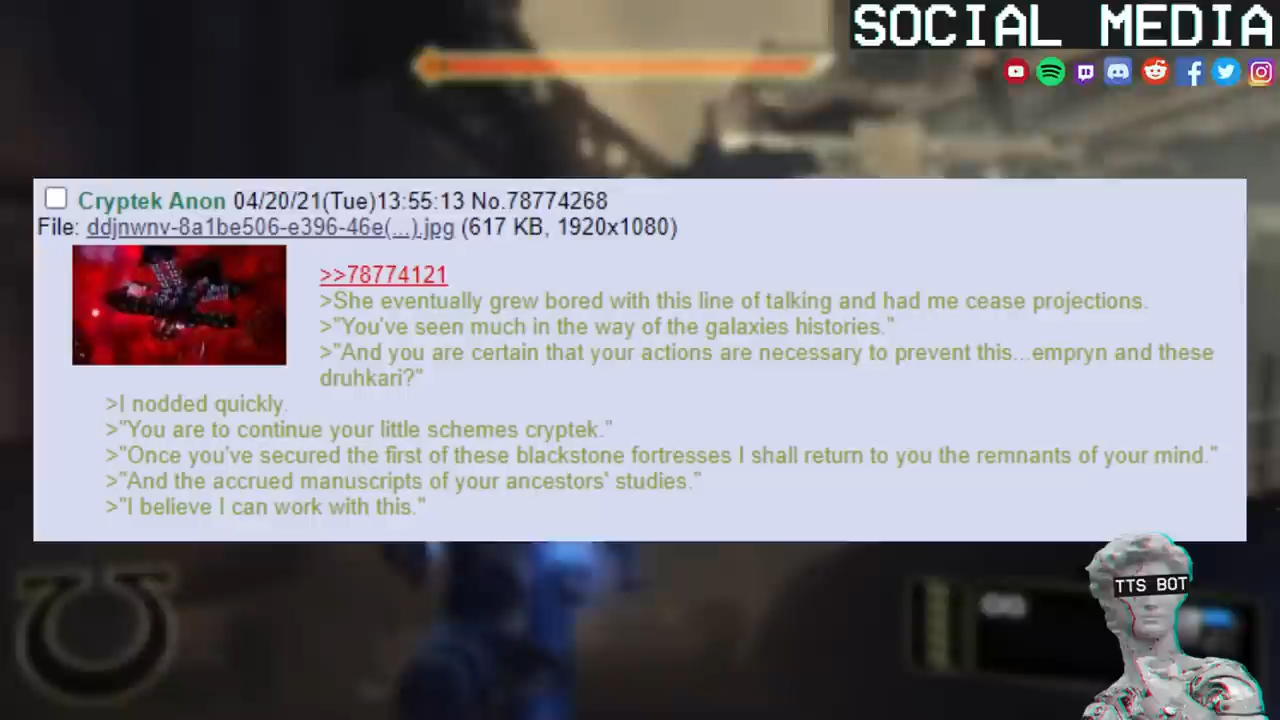 SOCIAL MEDIA
Cryptek Anon 04/20/21(Tue)13:55:13 No.78774268
File: ddjnwnv-8a1be506-e396-46e(...).jpg (617 KB, 1920x1080)
>>78774121
>She eventually grew bored with this line of talking and had me cease projections.
>"You've seen much in the way of the galaxies histories."
>"And you are certain that your actions are necessary to prevent this...empryn and these
druhkari?"
>I nodded quickly.
>"You are to continue your little schemes cryptek."
>"Once you've secured the first of these blackstone fortresses I shall return to you the remnants of your mind."
>"And the accrued manuscripts of your ancestors' studies."
>"I believe I can work with this."
TTS BOT